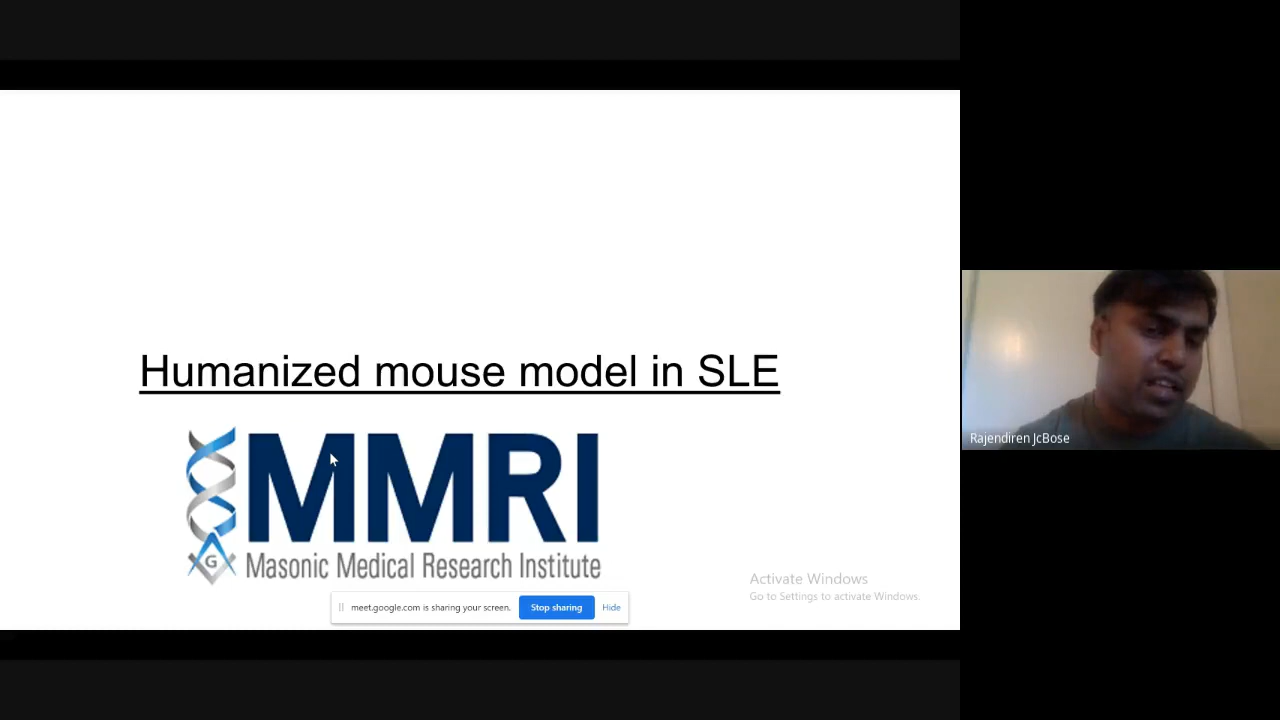 Humanized mouse model in SLE
MMRI
G
Masonic Medical Research Institute
Activate Windows
Go to Settings to activate Windows.
meet.google.com is sharing your screen.
Stop sharing
Hide
Rajendiren JcBose